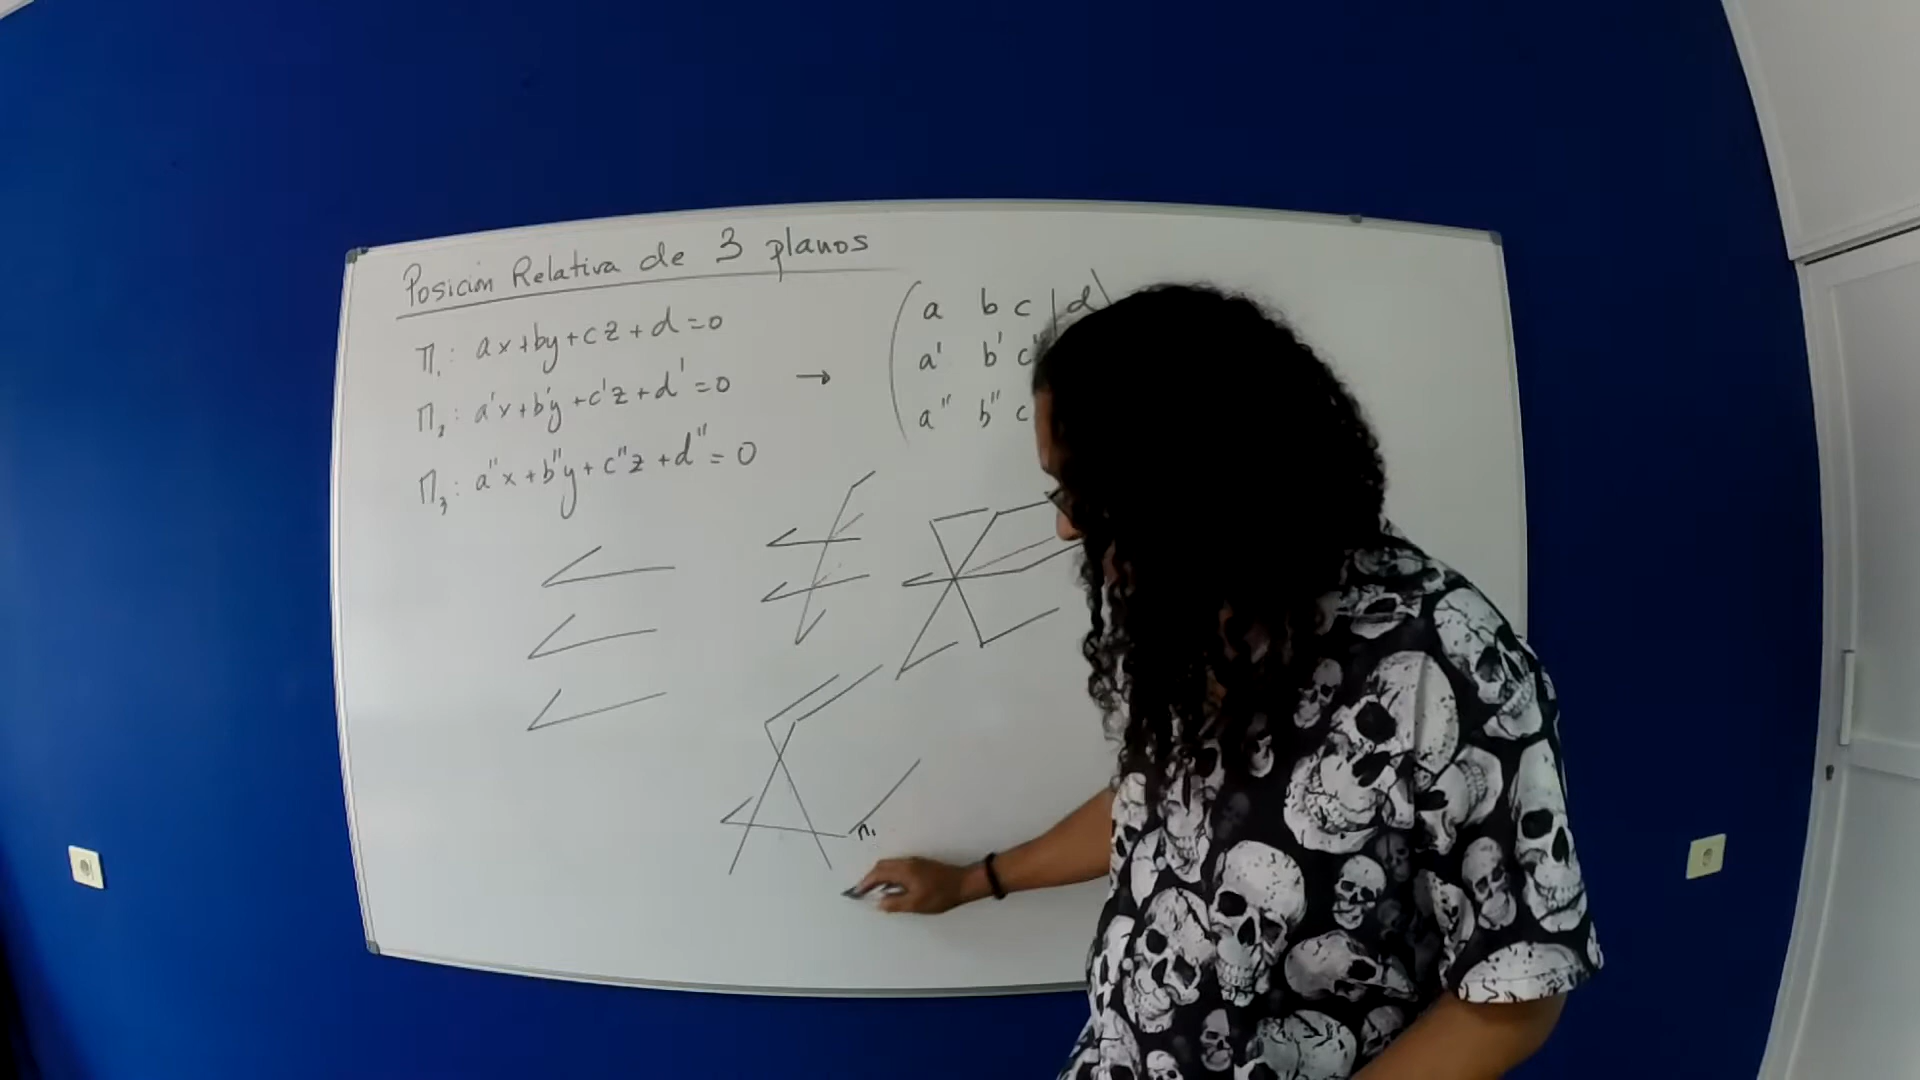 Posición Relativa de 3 planos
π₁: ax+by+cz+d=0
π₂: a'x+b'y+c'z+d'=0
π₃: a''x+b''y+c''z+d''=0
→
a b c | d
a' b' c'
a'' b'' c
π₁